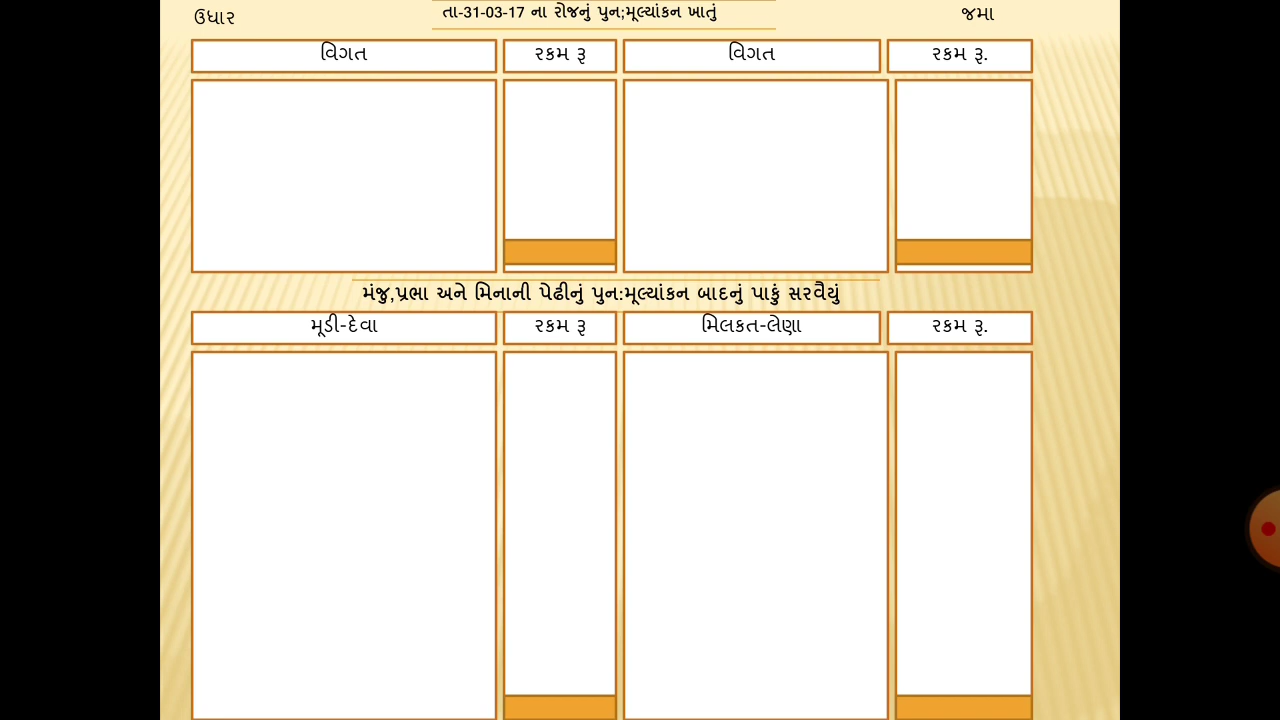 ઉધાર
તા-31-03-17 ના રોજનું પુન;મૂલ્યાંકન ખાતું
જમા
વિગત
રકમ રૂ
વિગત
રકમ રૂ.
મંજુ,પ્રભા અને મિનાની પેઢીનું પુન:મૂલ્યાંકન બાદનું પાકું સરવૈયું
મૂડી-દેવા
રકમ રૂ
મિલકત-લેણા
રકમ રૂ.